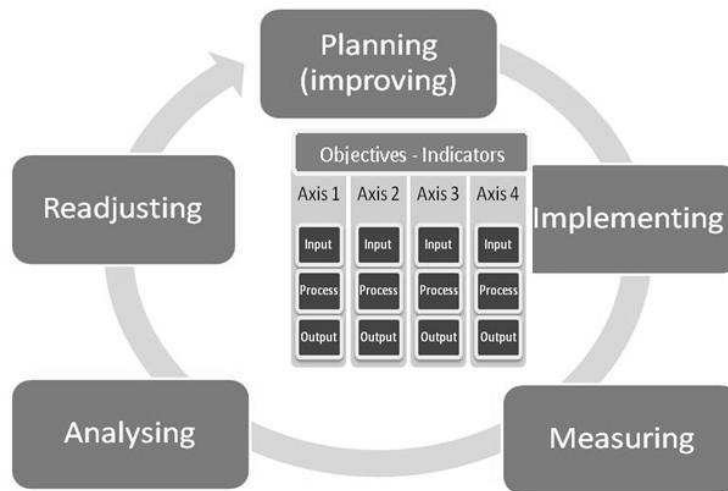 Planning
(improving)
Objectives - Indicators
Axis 1 Axis 2 Axis 3 Axis 4
Input Input Input Input
Process Process Process Process
Output Output Output Output
Implementing
Measuring
Analysing
Readjusting